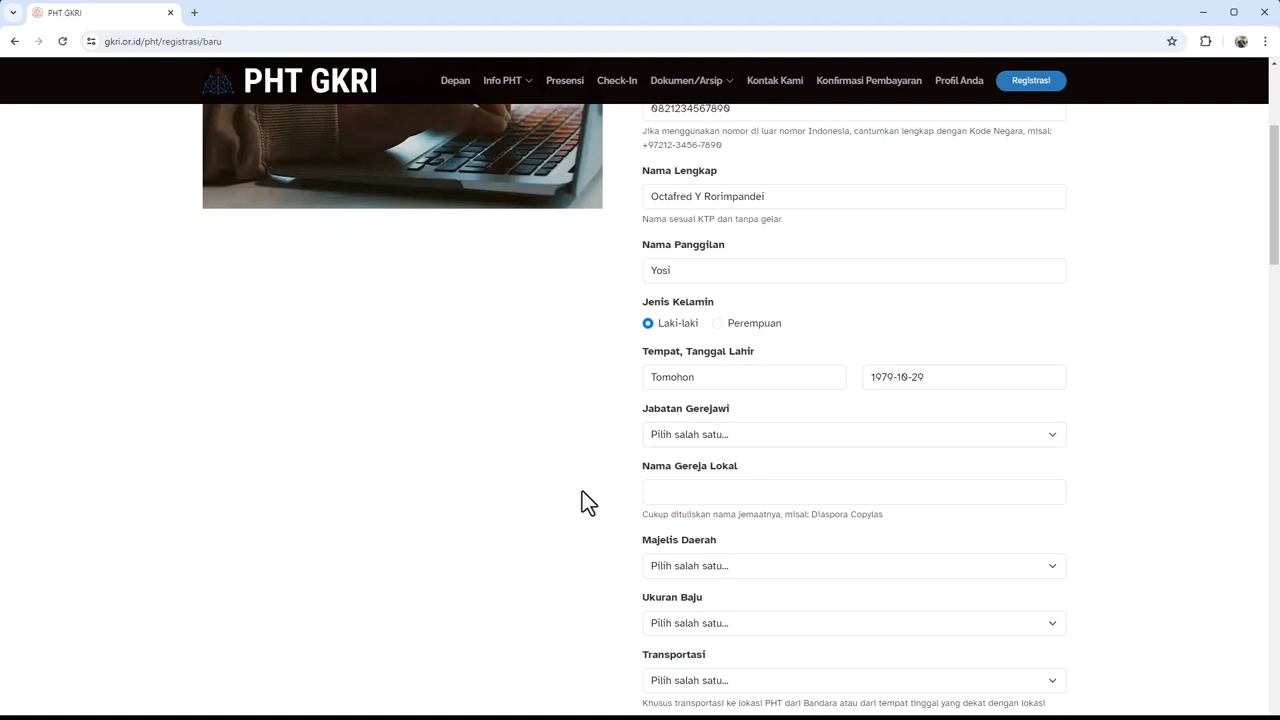 PHT GKRI
gkri.or.id/pht/registrasi/baru
PHT GKRI
Depan Info PHT Presensi Check-In Dokumen/Arsip Kontak Kami Konfirmasi Pembayaran Profil Anda Registrasi
0821234567890
Jika menggunakan nomor di luar nomor Indonesia, cantumkan lengkap dengan Kode Negara, misal:
+97212-3456-7890
Nama Lengkap
Octafred Y Rorimpandei
Nama sesuai KTP dan tanpa gelar
Nama Panggilan
Yosi
Jenis Kelamin
Laki-laki Perempuan
Tempat, Tanggal Lahir
Tomohon 1979-10-29
Jabatan Gerejawi
Pilih salah satu...
Nama Gereja Lokal
Cukup dituliskan nama jemaatnya, misal: Diaspora Copylas
Majelis Daerah
Pilih salah satu...
Ukuran Baju
Pilih salah satu...
Transportasi
Pilih salah satu...
Khusus transportasi ke lokasi PHT dari Bandara atau dari tempat tinggal yang dekat dengan lokasi